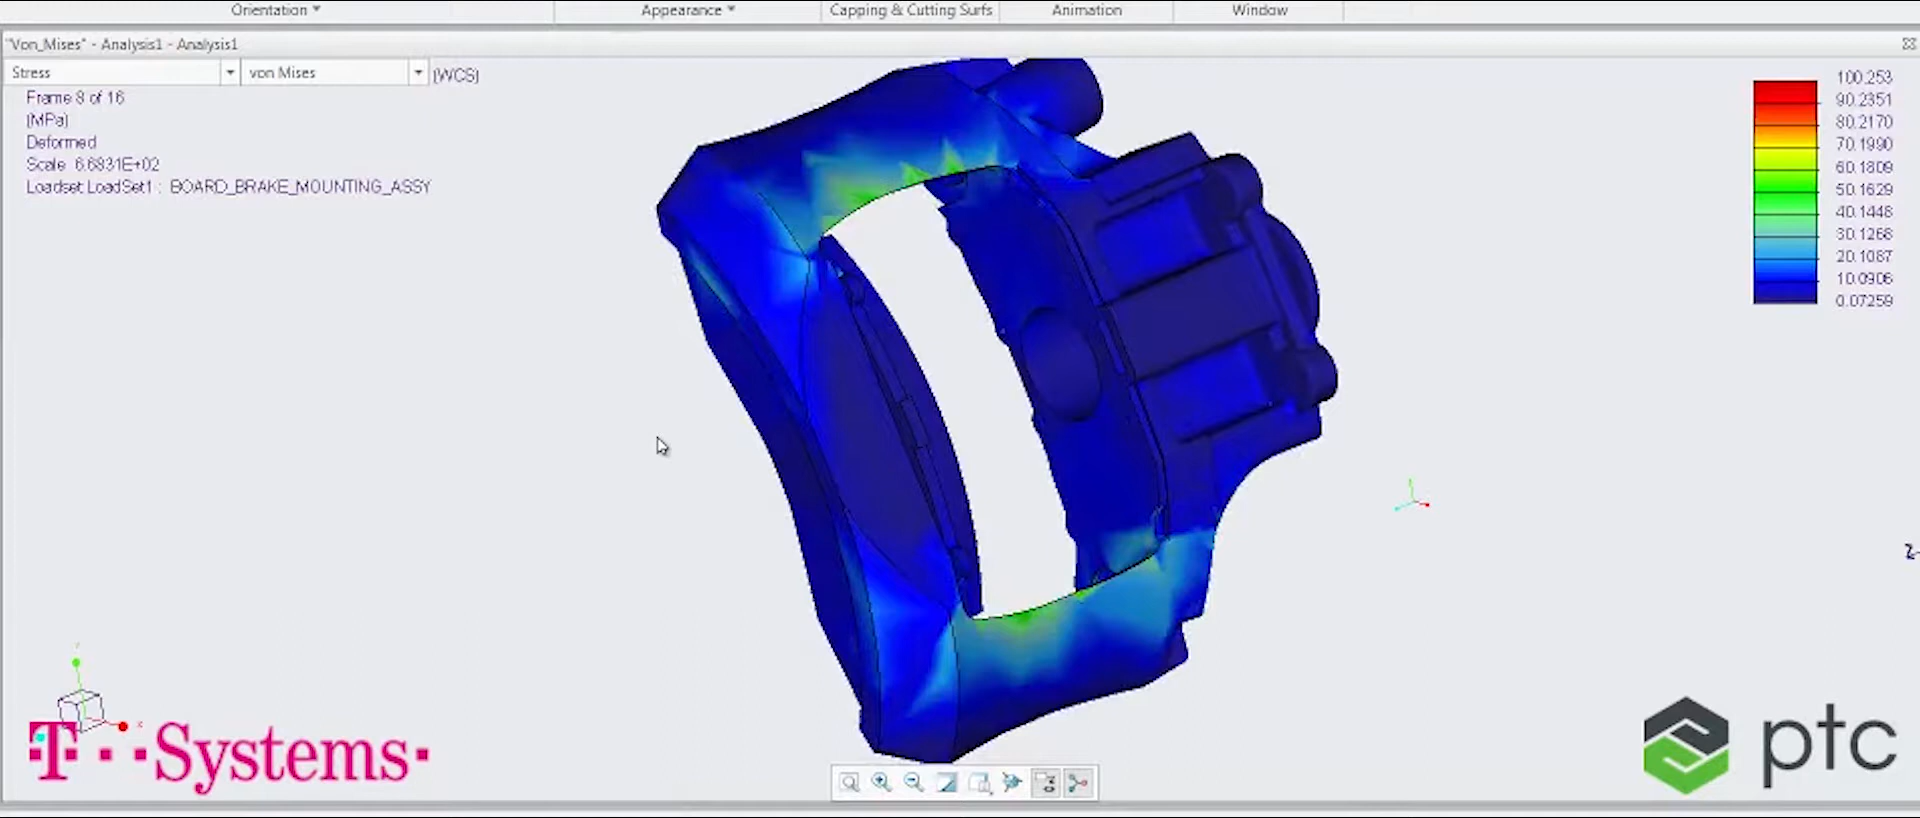 Orientation
Appearance
Capping & Cutting Surfs
Animation
Window
"Von_Mises" - Analysis1 - Analysis1
Stress
von Mises
(WCS)
Frame 8 of 16
(MPa)
Deformed
Scale 6.6831E+02
Loadset:LoadSet1 : BOARD_BRAKE_MOUNTING_ASSY
100.253
90.2351
80.2170
70.1990
60.1809
50.1629
40.1448
30.1268
20.1087
10.0906
0.07259
T··Systems·
ptc